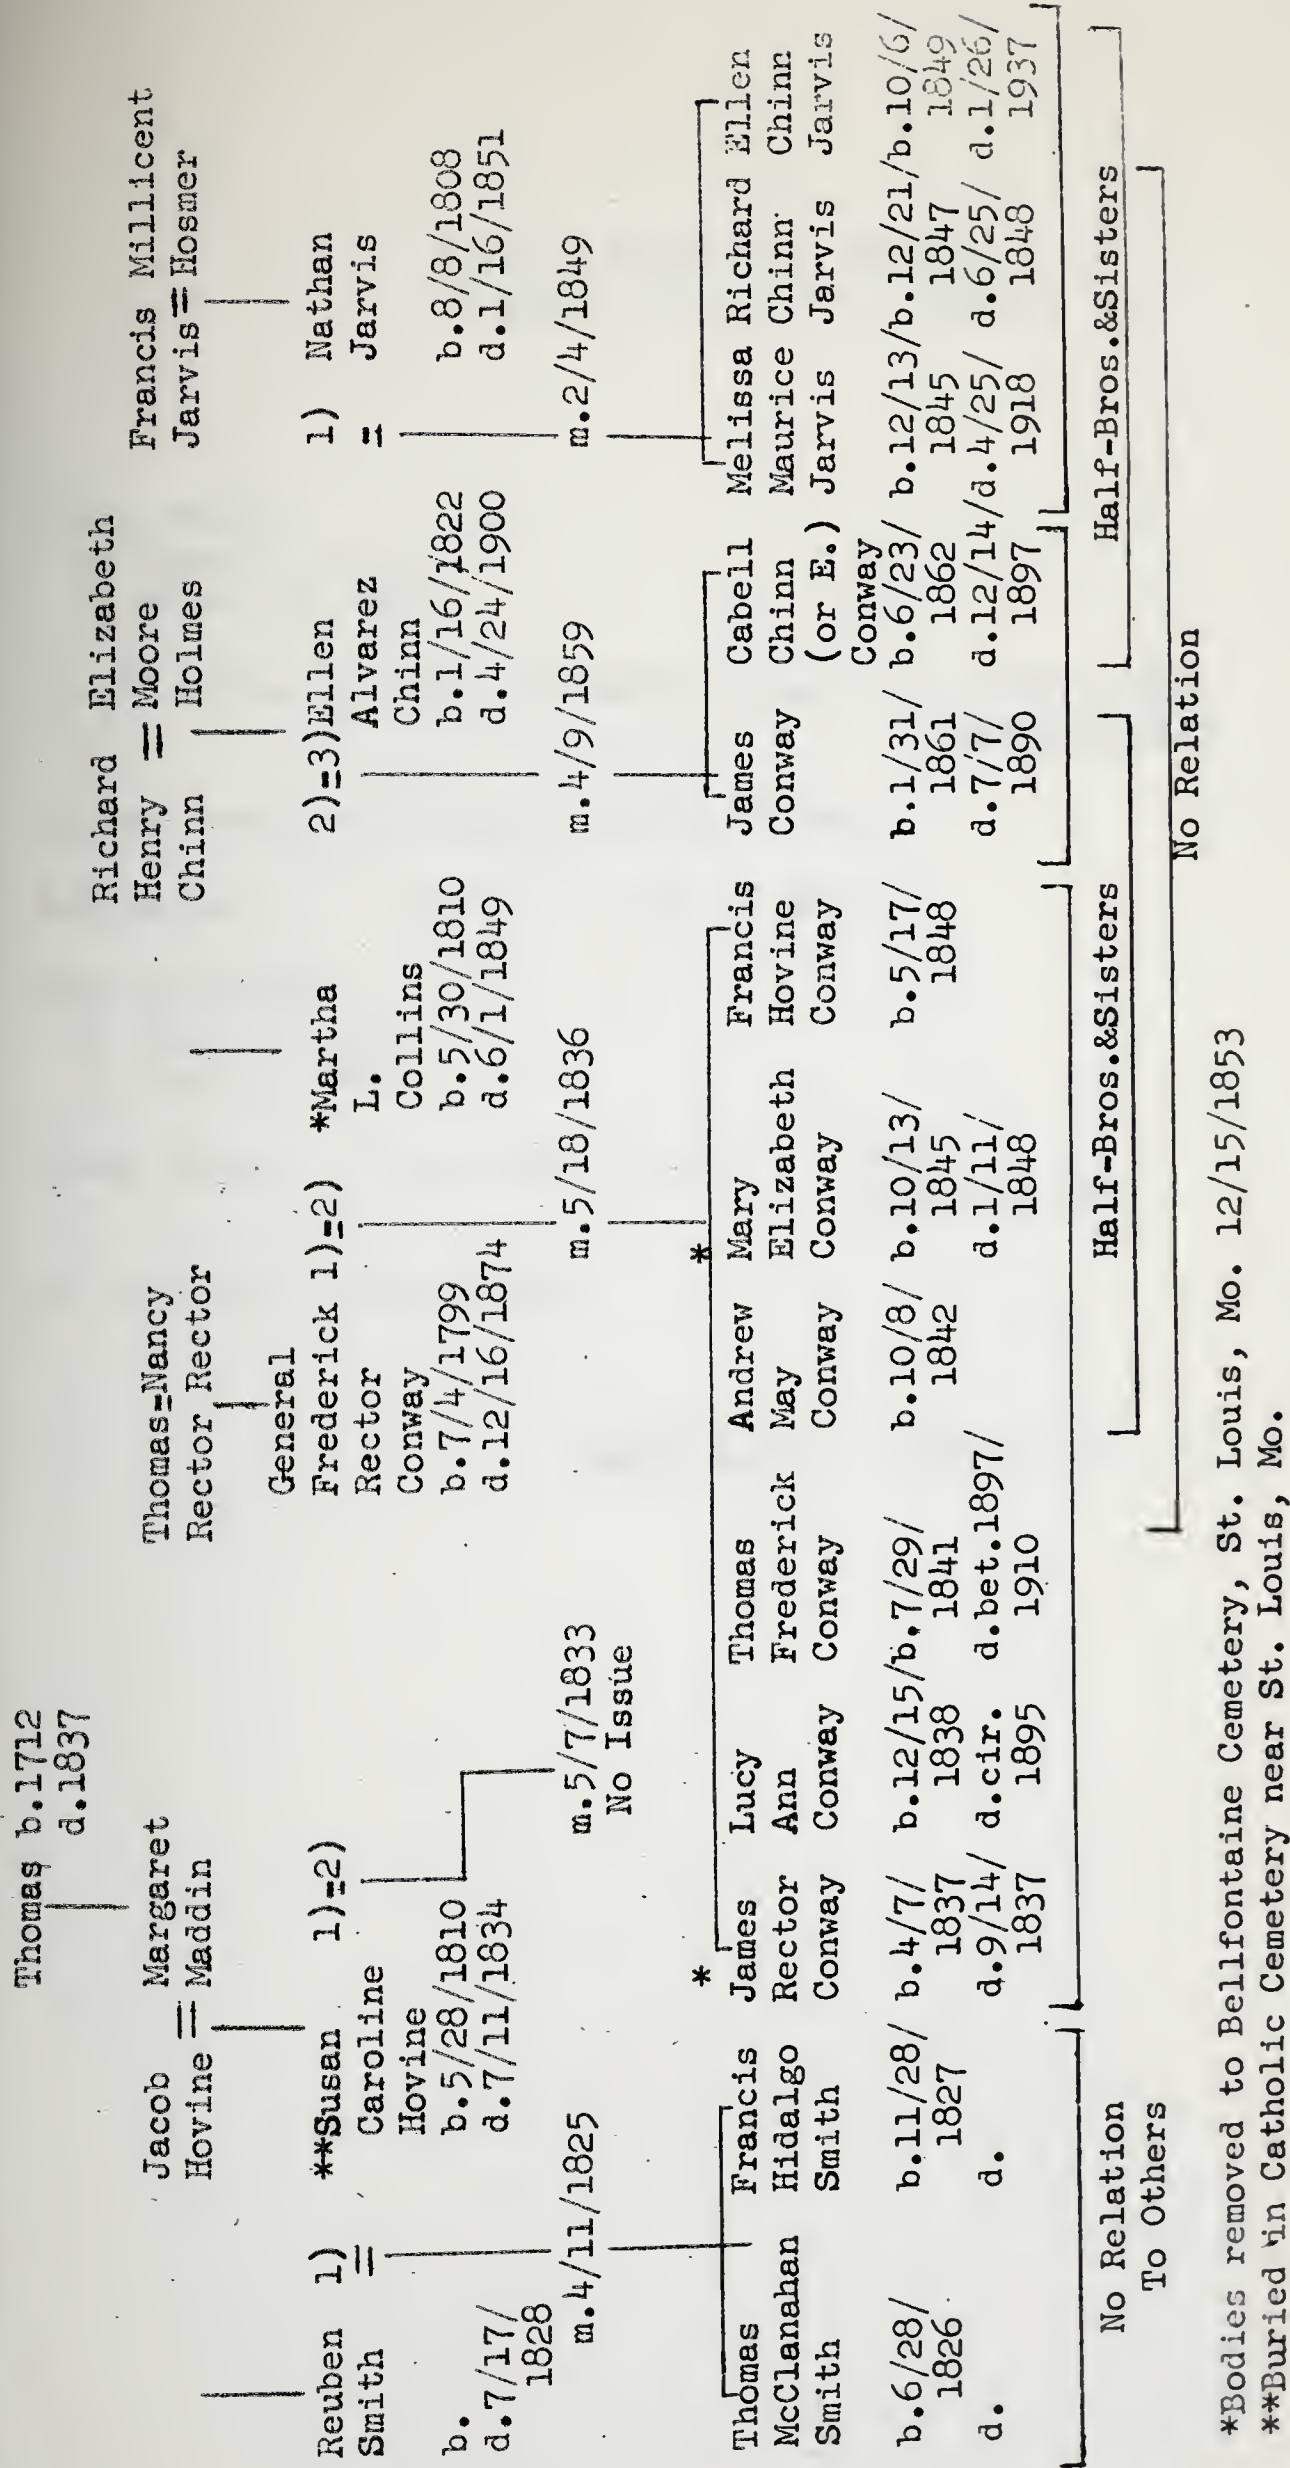 Thomas b.1712
d.1837
Jacob Margaret
Hovine = Maddin
Thomas=Nancy
Rector Rector
Richard Elizabeth
Henry = Moore
Chinn Holmes
Francis Millicent
Jarvis=Hosmer
Reuben 1)
Smith =
b.
d.7/17/
1828
**Susan 1)=2)
Caroline
Hovine
b.5/28/1810
d.7/11/1834
General
Frederick 1)=2)
Rector
Conway
b.7/4/1799
d.12/16/1874
*Martha
L.
Collins
b.5/30/1810
d.6/1/1849
2)=3)Ellen
Alvarez
Chinn
b.1/16/1822
d.4/24/1900
1) Nathan
= Jarvis
b.8/8/1808
d.1/16/1851
m.4/11/1825
m.5/7/1833
No Issue
m.5/18/1836
m.4/9/1859
m.2/4/1849
Thomas
McClanahan
Smith
b.6/28/
1826
d.
Francis
Hidalgo
Smith
b.11/28/
1827
d.
*
James
Rector
Conway
b.4/7/
1837
d.9/14/
1837
Lucy
Ann
Conway
b.12/15/
1838
d.cir.
1895
Thomas
Frederick
Conway
b.7/29/
1841
d.bet.1897/
1910
Andrew
May
Conway
b.10/8/
1842
*
Mary
Elizabeth
Conway
b.10/13/
1845
d.1/11/
1848
Francis
Hovine
Conway
b.5/17/
1848
James
Conway
b.1/31/
1861
d.7/7/
1890
Cabell
Chinn
(or E.)
Conway
b.6/23/
1862
d.12/14/
1897
Melissa
Maurice
Jarvis
b.12/13/
1845
d.4/25/
1918
Richard
Chinn
Jarvis
b.12/21/
1847
d.6/25/
1848
Ellen
Chinn
Jarvis
b.10/6/
1849
d.1/26/
1937
No Relation
To Others
Half-Bros.&Sisters
Half-Bros.&Sisters
No Relation
*Bodies removed to Bellfontaine Cemetery, St. Louis, Mo. 12/15/1853
**Buried in Catholic Cemetery near St. Louis, Mo.